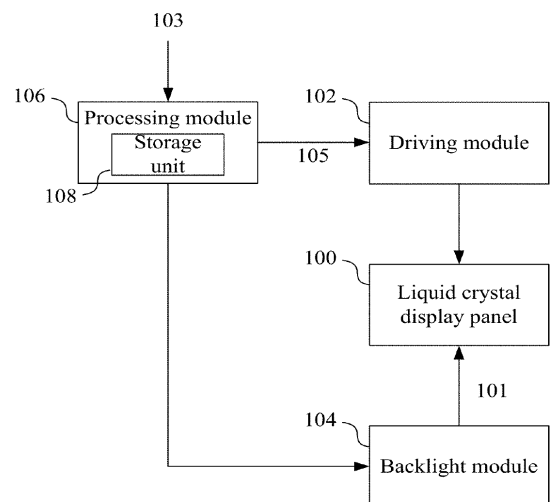 103
106
Processing module
Storage
unit
108
105
102
Driving module
100
Liquid crystal
display panel
101
104
Backlight module